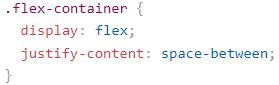 .flex-container {
  display: flex;
  justify-content: space-between;
}